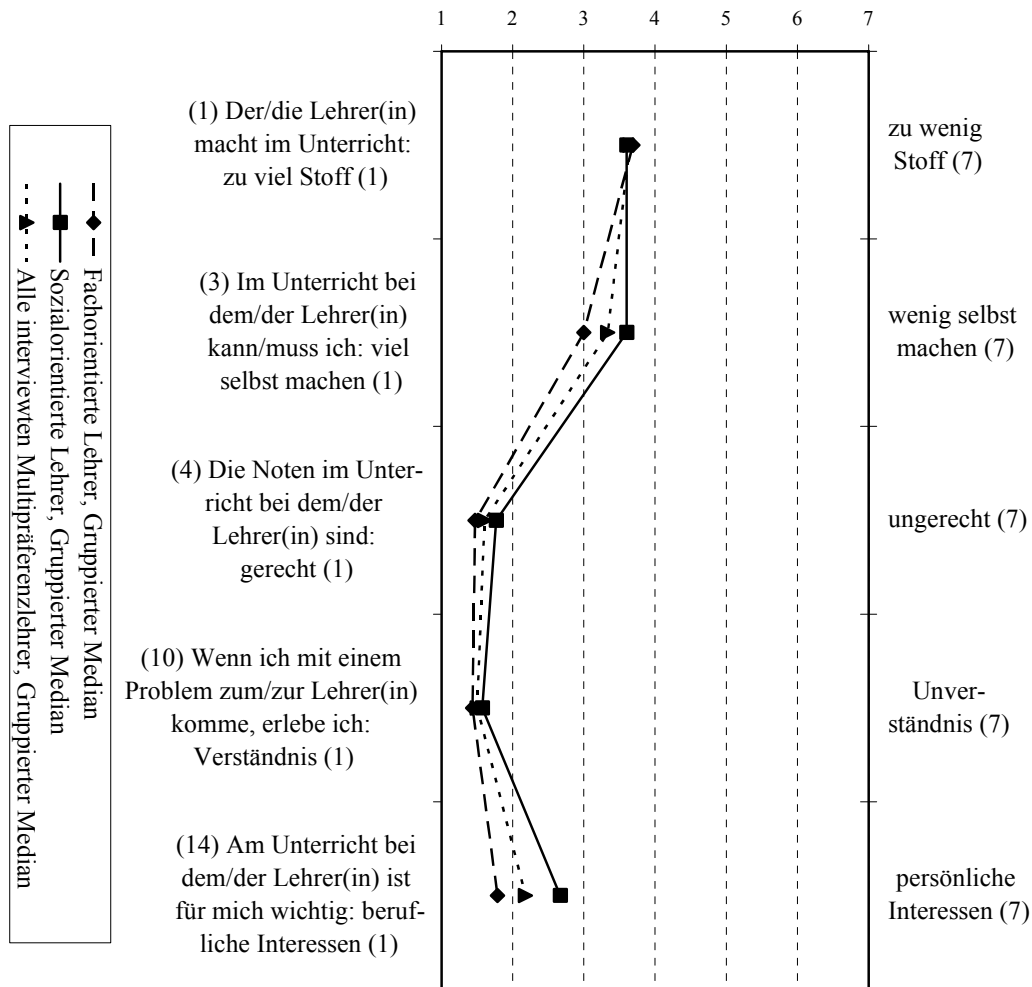 1 2 3 4 5 6 7
(1) Der/die Lehrer(in)
macht im Unterricht:
zu viel Stoff (1)
zu wenig
Stoff (7)
(3) Im Unterricht bei
dem/der Lehrer(in)
kann/muss ich: viel
selbst machen (1)
wenig selbst
machen (7)
(4) Die Noten im Unter-
richt bei dem/der
Lehrer(in) sind:
gerecht (1)
ungerecht (7)
(10) Wenn ich mit einem
Problem zum/zur Lehrer(in)
komme, erlebe ich:
Verständnis (1)
Unver-
ständnis (7)
(14) Am Unterricht bei
dem/der Lehrer(in) ist
für mich wichtig: beruf-
liche Interessen (1)
persönliche
Interessen (7)
Fachorientierte Lehrer, Gruppierter Median
Sozialorientierte Lehrer, Gruppierter Median
Alle interviewten Multipräferenzlehrer, Gruppierter Median